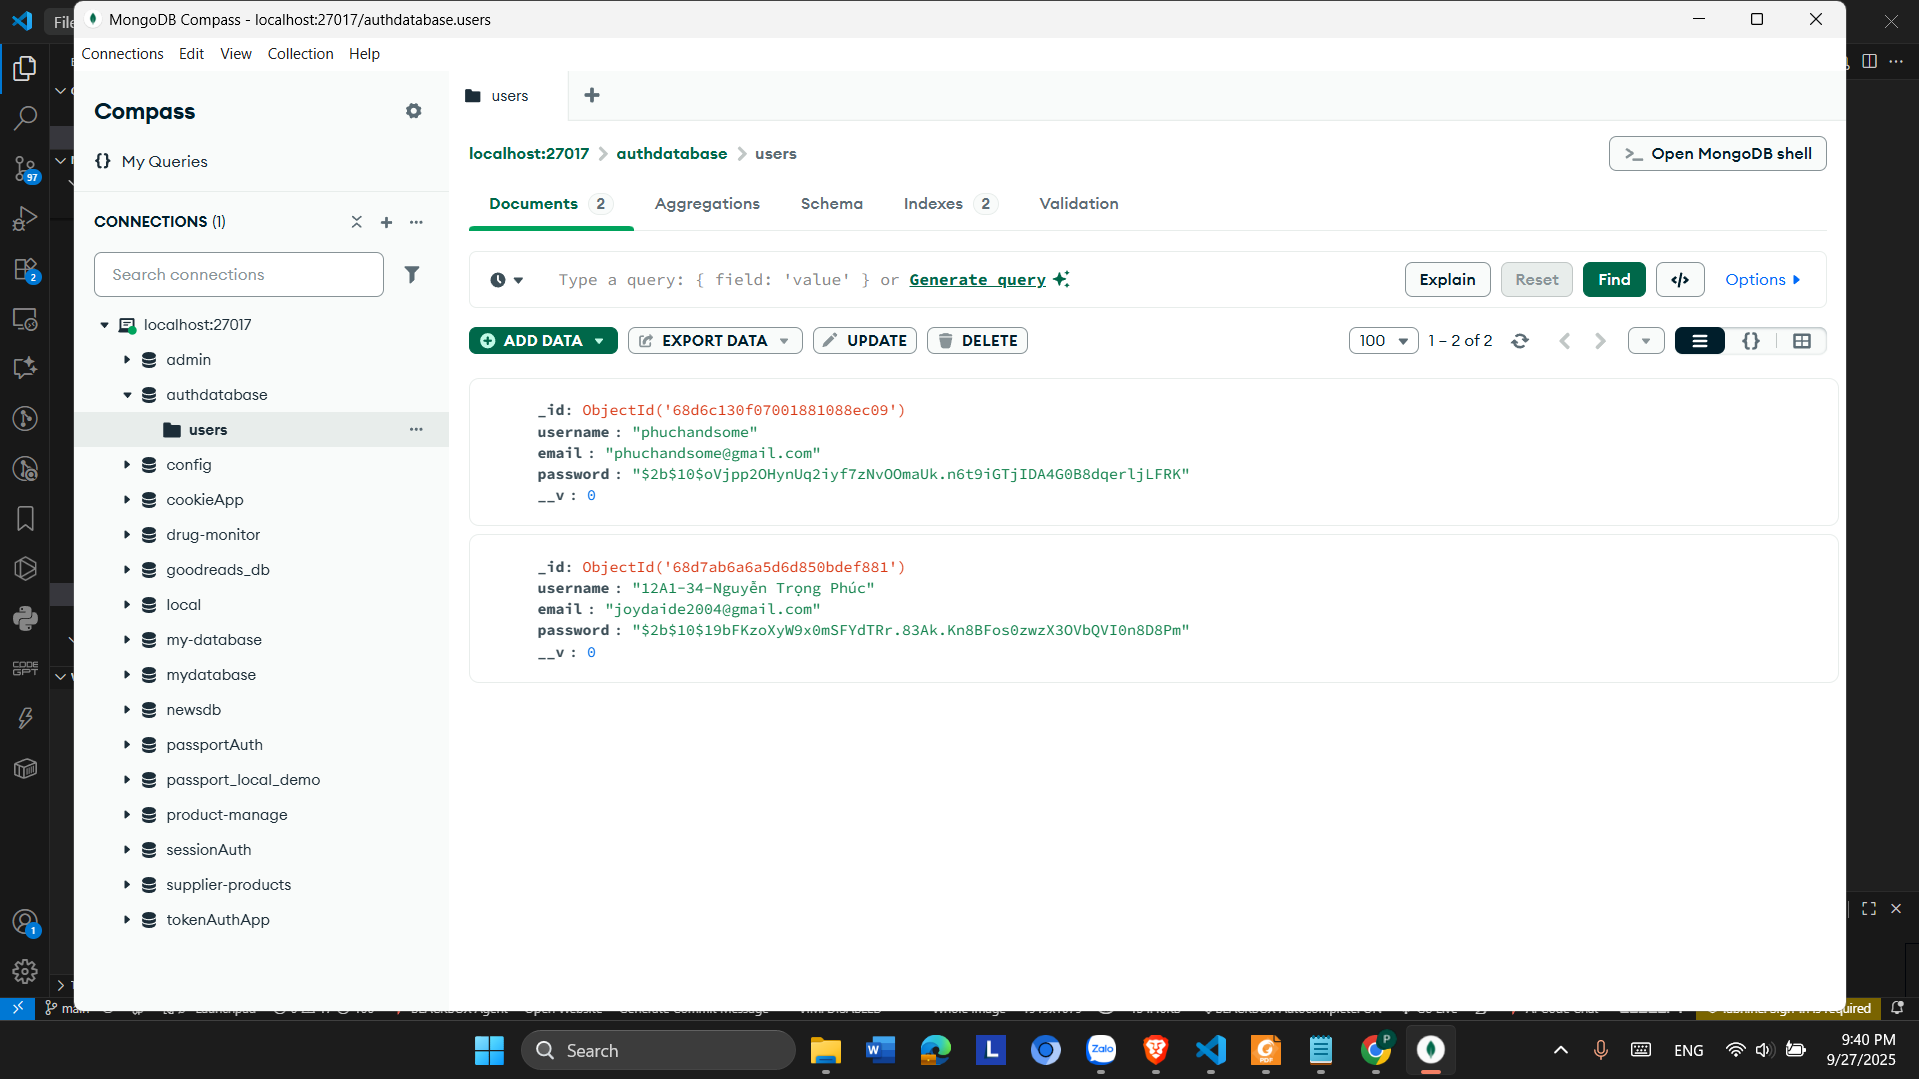 File
MongoDB Compass - localhost:27017/authdatabase.users
Connections Edit View Collection Help
Compass
{} My Queries
CONNECTIONS (1)
Search connections
localhost:27017
admin
authdatabase
users
config
cookieApp
drug-monitor
goodreads_db
local
my-database
mydatabase
newsdb
passportAuth
passport_local_demo
product-manage
sessionAuth
supplier-products
tokenAuthApp
users
localhost:27017 > authdatabase > users
>_ Open MongoDB shell
Documents 2 Aggregations Schema Indexes 2 Validation
Type a query: { field: 'value' } or Generate query
Explain Reset Find </> Options
ADD DATA EXPORT DATA UPDATE DELETE
100 1 – 2 of 2 {}
_id: ObjectId('68d6c130f07001881088ec09')
username : "phuchandsome"
email : "phuchandsome@gmail.com"
password : "$2b$10$oVjpp2OHynUq2iyf7zNvOOmaUk.n6t9iGTjIDA4G0B8dqerljLFRK"
__v : 0
_id: ObjectId('68d7ab6a6a5d6d850bdef881')
username : "12A1-34-Nguyễn Trọng Phúc"
email : "joydaide2004@gmail.com"
password : "$2b$10$19bFKzoXyW9x0mSFYdTRr.83Ak.Kn8BFos0zwzX3OVbQVI0n8D8Pm"
__v : 0
97
2
CODE
GPT
1
Search
L
Zalo
P
ENG
9:40 PM
9/27/2025